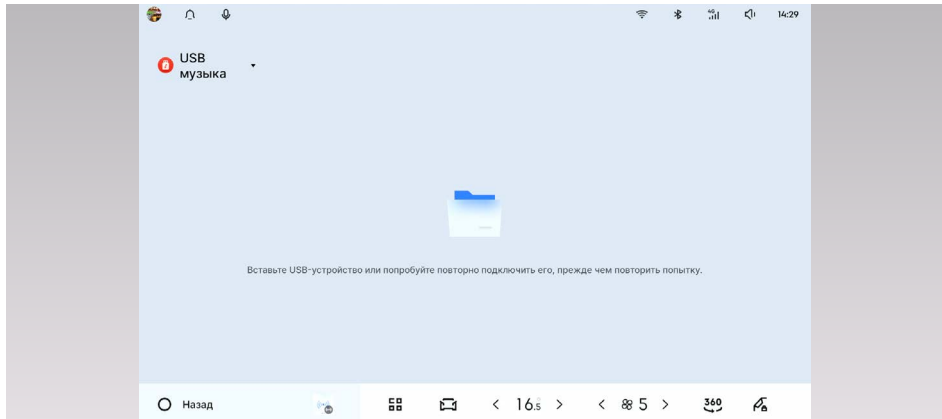 4G
14:29
USB
музыка
Вставьте USB-устройство или попробуйте повторно подключить его, прежде чем повторить попытку.
Назад
16.5
5
360